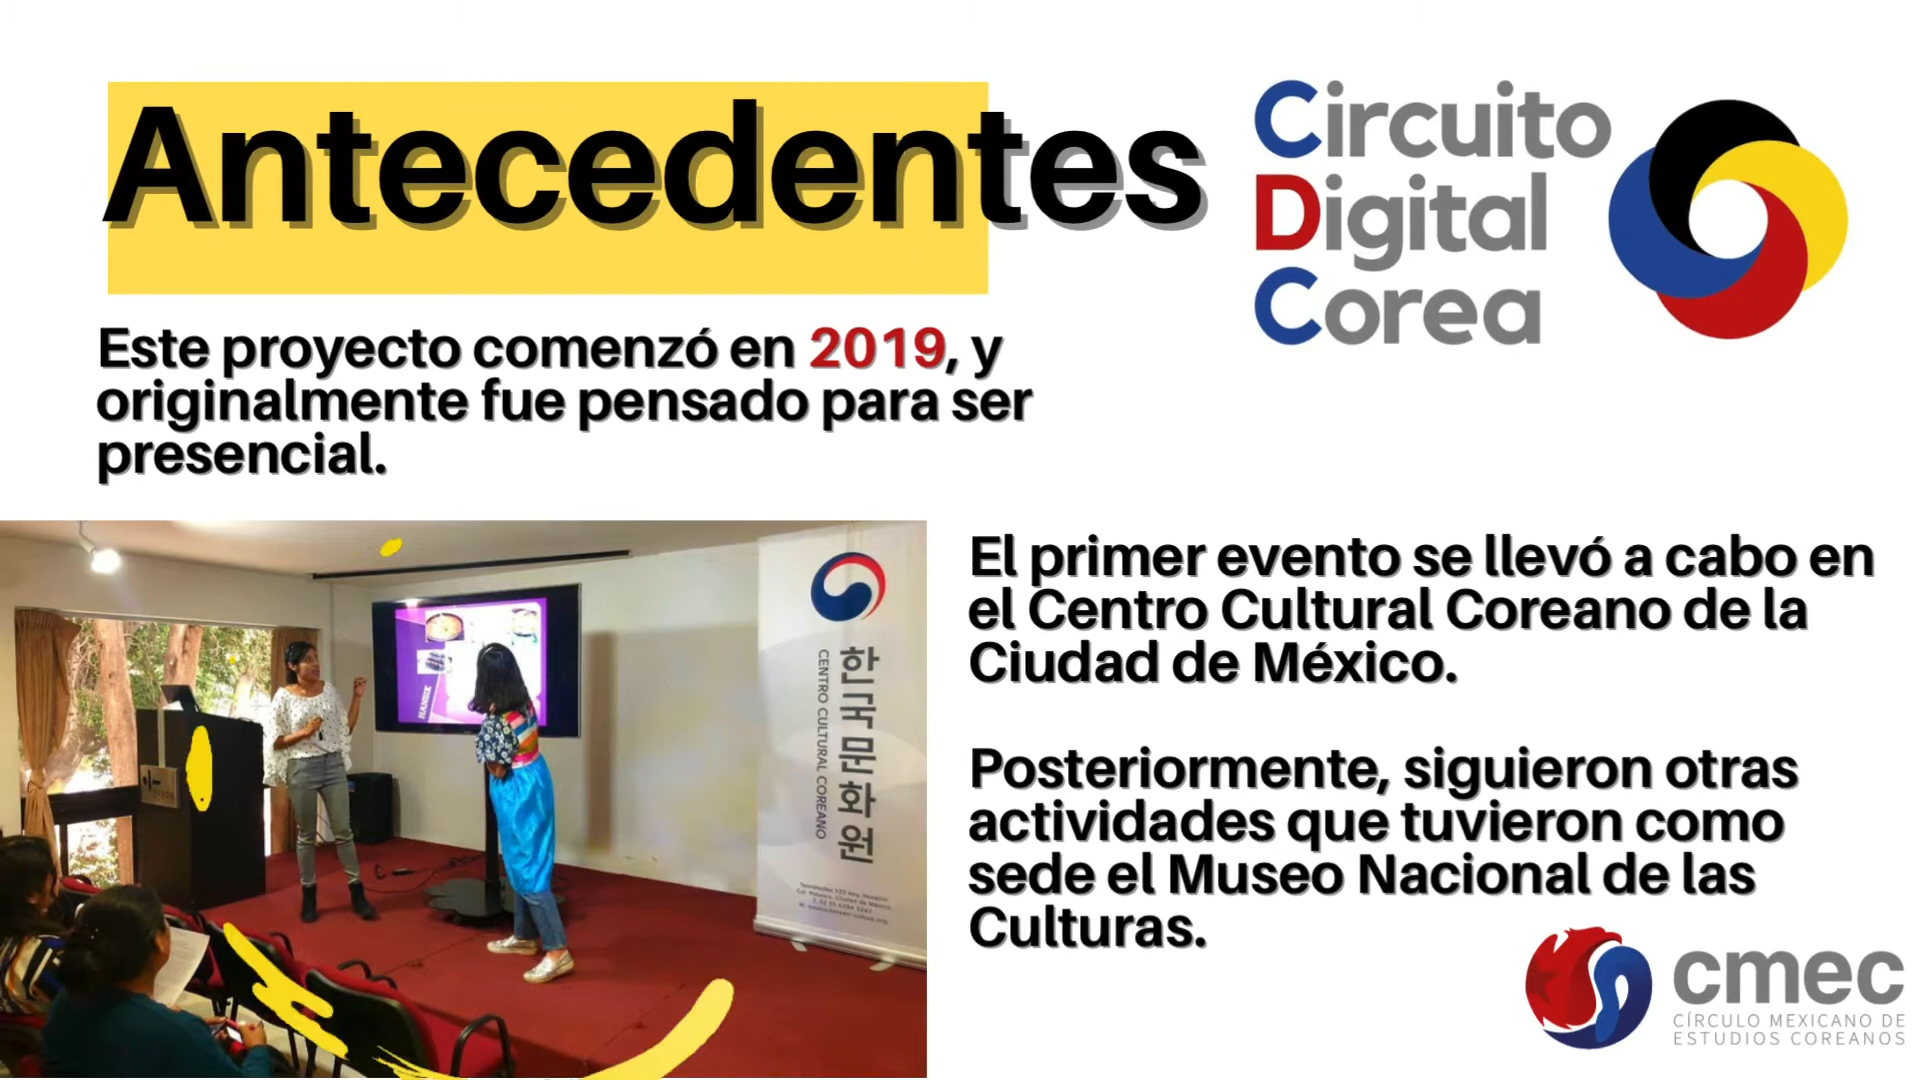 Antecedentes
Circuito
Digital
Corea
Este proyecto comenzó en 2019, y
originalmente fue pensado para ser
presencial.
El primer evento se llevó a cabo en
el Centro Cultural Coreano de la
Ciudad de México.
Posteriormente, siguieron otras
actividades que tuvieron como
sede el Museo Nacional de las
Culturas.
HANSIK
한국문화원
CENTRO CULTURAL COREANO
cmec
CÍRCULO MEXICANO DE
ESTUDIOS COREANOS